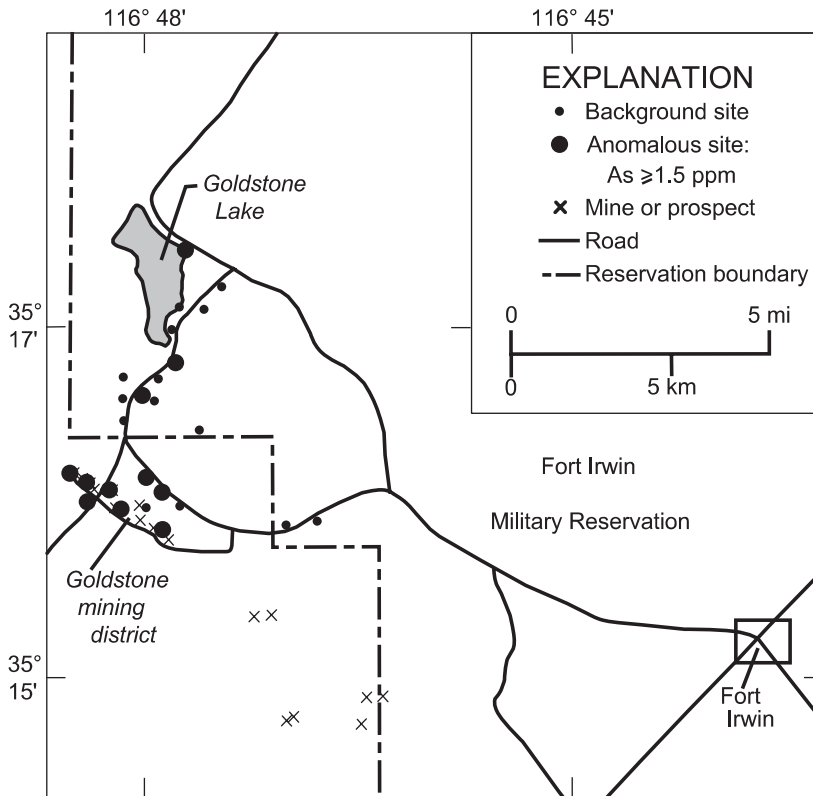 116° 48'
116° 45'
EXPLANATION
Background site
Anomalous site:
As ⩾1.5 ppm
Mine or prospect
Road
Reservation boundary
0
5 mi
0
5 km
Goldstone
Lake
35°
17'
Fort Irwin
Military Reservation
Goldstone
mining
district
35°
15'
Fort
Irwin